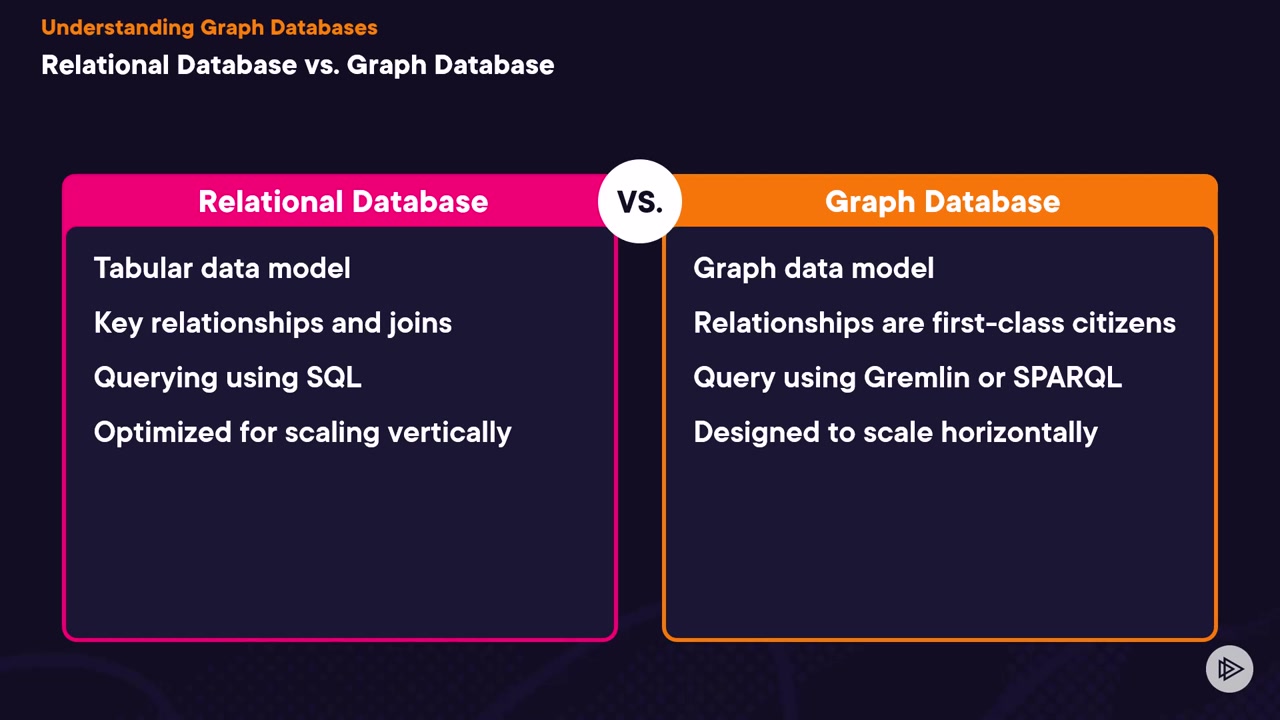 Understanding Graph Databases
Relational Database vs. Graph Database
Relational Database
VS.
Graph Database
Tabular data model
Key relationships and joins
Querying using SQL
Optimized for scaling vertically
Graph data model
Relationships are first-class citizens
Query using Gremlin or SPARQL
Designed to scale horizontally